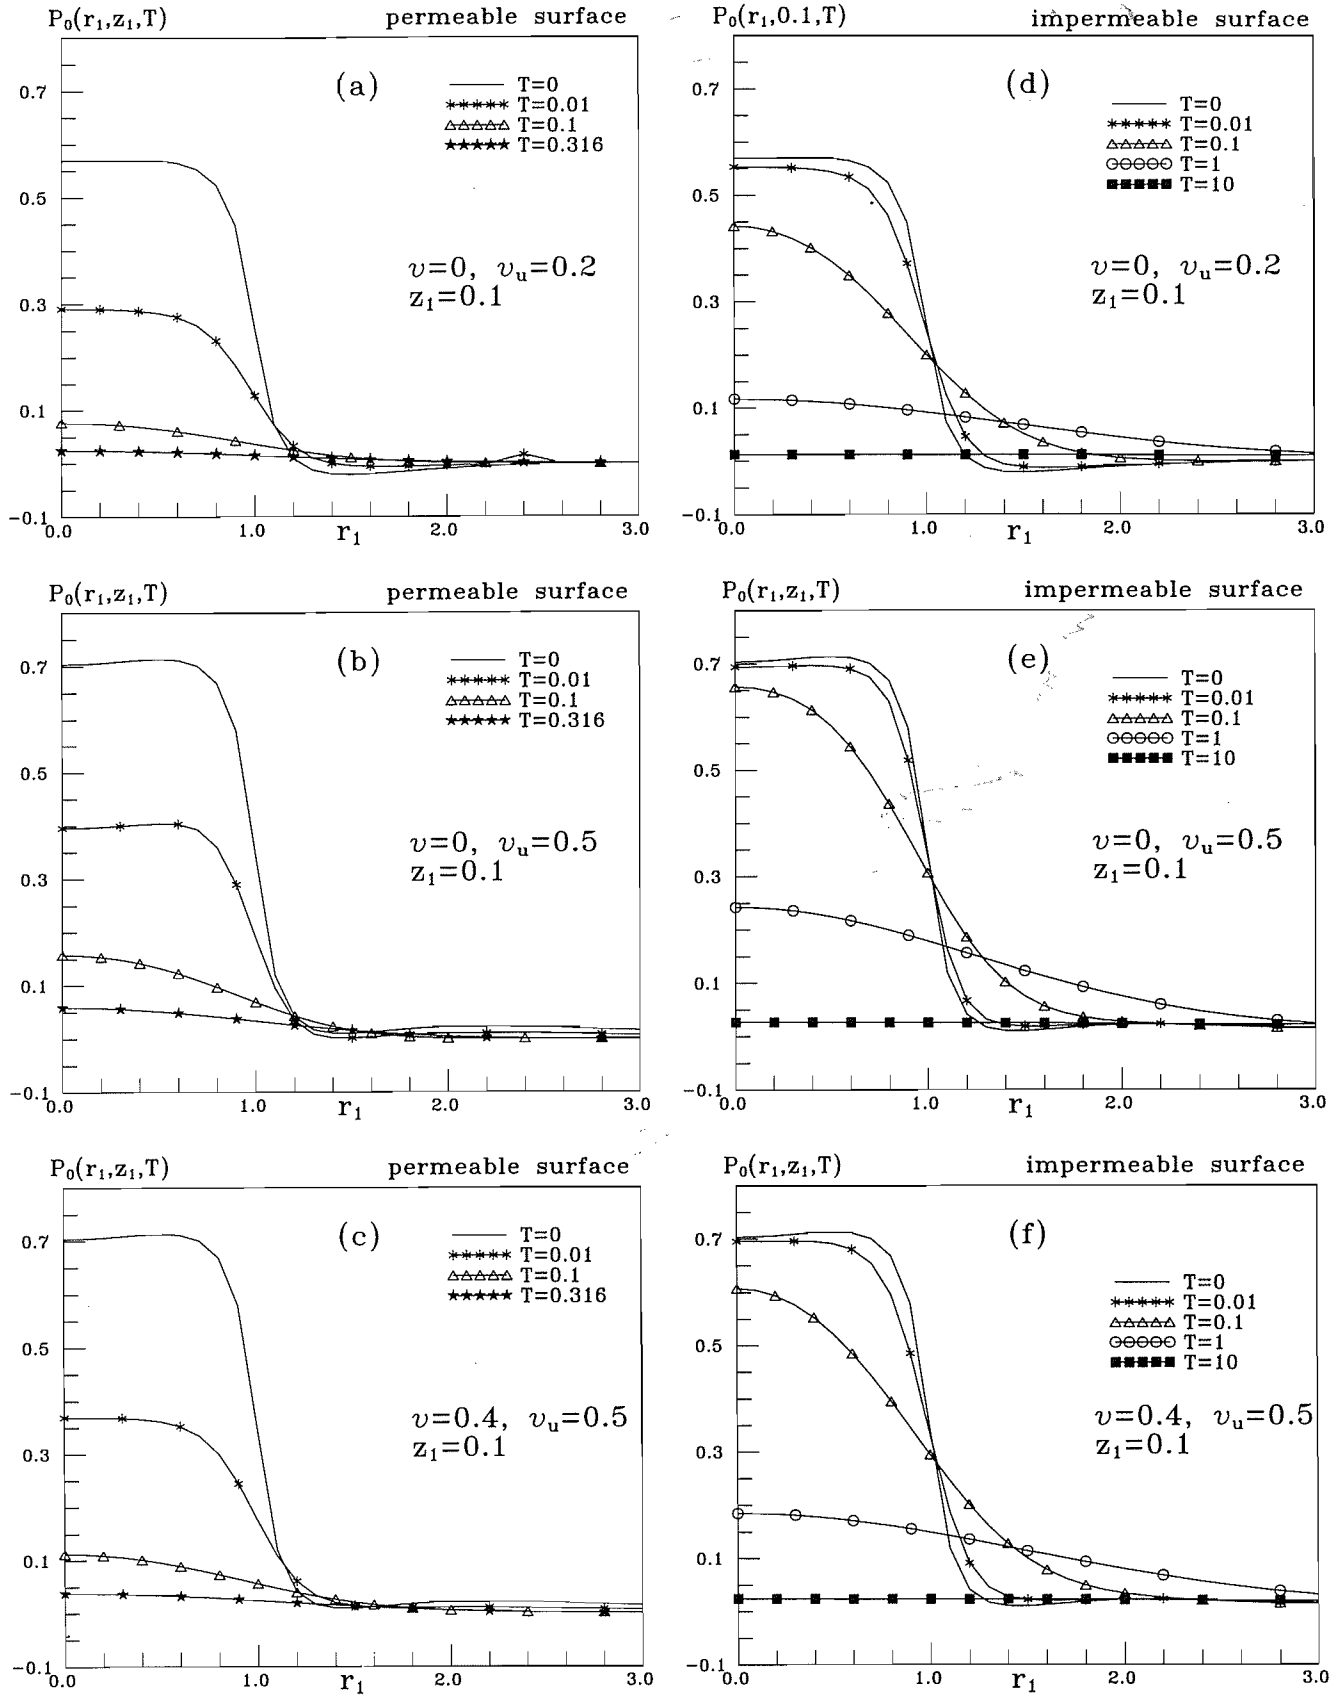 P₀(r₁,z₁,T) permeable surface
(a)
T=0
T=0.01
T=0.1
T=0.316
ν=0, νᵤ=0.2
z₁=0.1
0.7
0.5
0.3
0.1
−0.1
0.0 1.0 2.0 3.0
r₁
P₀(r₁,0.1,T) impermeable surface
(d)
T=0
T=0.01
T=0.1
T=1
T=10
ν=0, νᵤ=0.2
z₁=0.1
0.7
0.5
0.3
0.1
−0.1
0.0 1.0 2.0 3.0
r₁
P₀(r₁,z₁,T) permeable surface
(b)
T=0
T=0.01
T=0.1
T=0.316
ν=0, νᵤ=0.5
z₁=0.1
0.7
0.5
0.3
0.1
−0.1
0.0 1.0 2.0 3.0
r₁
P₀(r₁,z₁,T) impermeable surface
(e)
T=0
T=0.01
T=0.1
T=1
T=10
ν=0, νᵤ=0.5
z₁=0.1
0.7
0.5
0.3
0.1
−0.1
0.0 1.0 2.0 3.0
r₁
P₀(r₁,z₁,T) permeable surface
(c)
T=0
T=0.01
T=0.1
T=0.316
ν=0.4, νᵤ=0.5
z₁=0.1
0.7
0.5
0.3
0.1
−0.1
0.0 1.0 2.0 3.0
r₁
P₀(r₁,z₁,T) impermeable surface
(f)
T=0
T=0.01
T=0.1
T=1
T=10
ν=0.4, νᵤ=0.5
z₁=0.1
0.7
0.5
0.3
0.1
−0.1
0.0 1.0 2.0 3.0
r₁